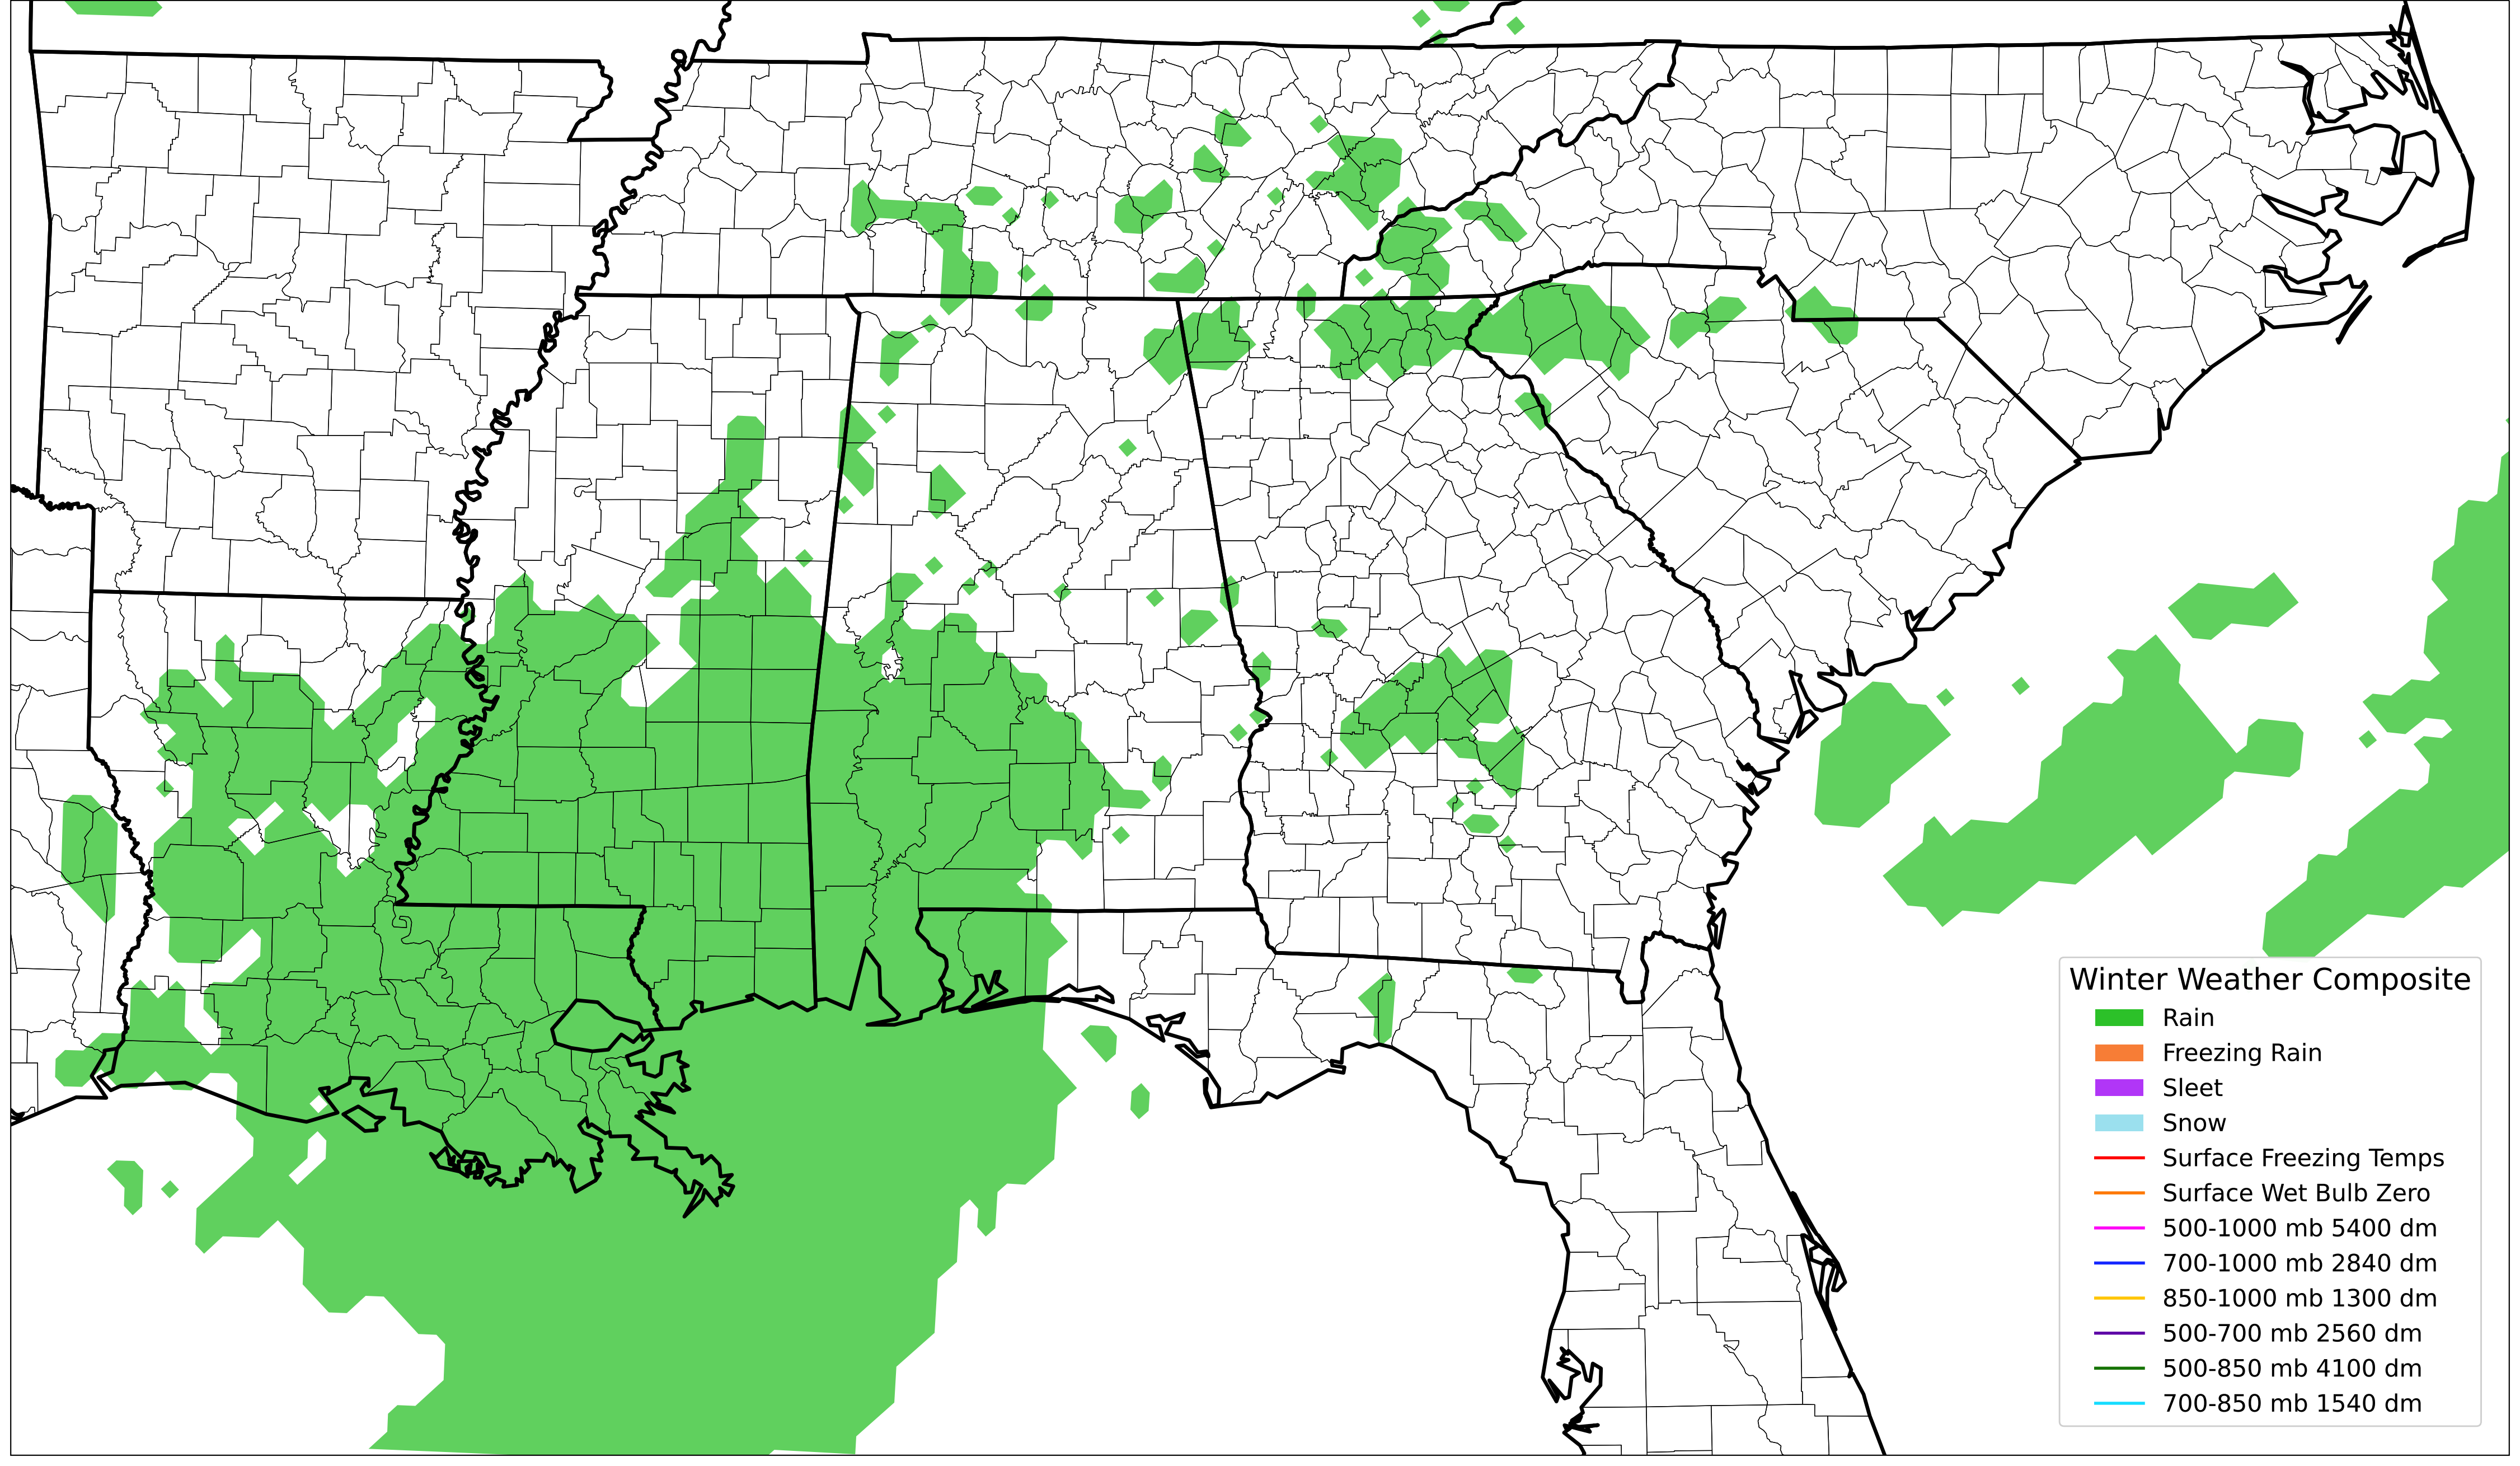 Winter Weather Composite
Rain
Freezing Rain
Sleet
Snow
Surface Freezing Temps
Surface Wet Bulb Zero
500-1000 mb 5400 dm
700-1000 mb 2840 dm
850-1000 mb 1300 dm
500-700 mb 2560 dm
500-850 mb 4100 dm
700-850 mb 1540 dm